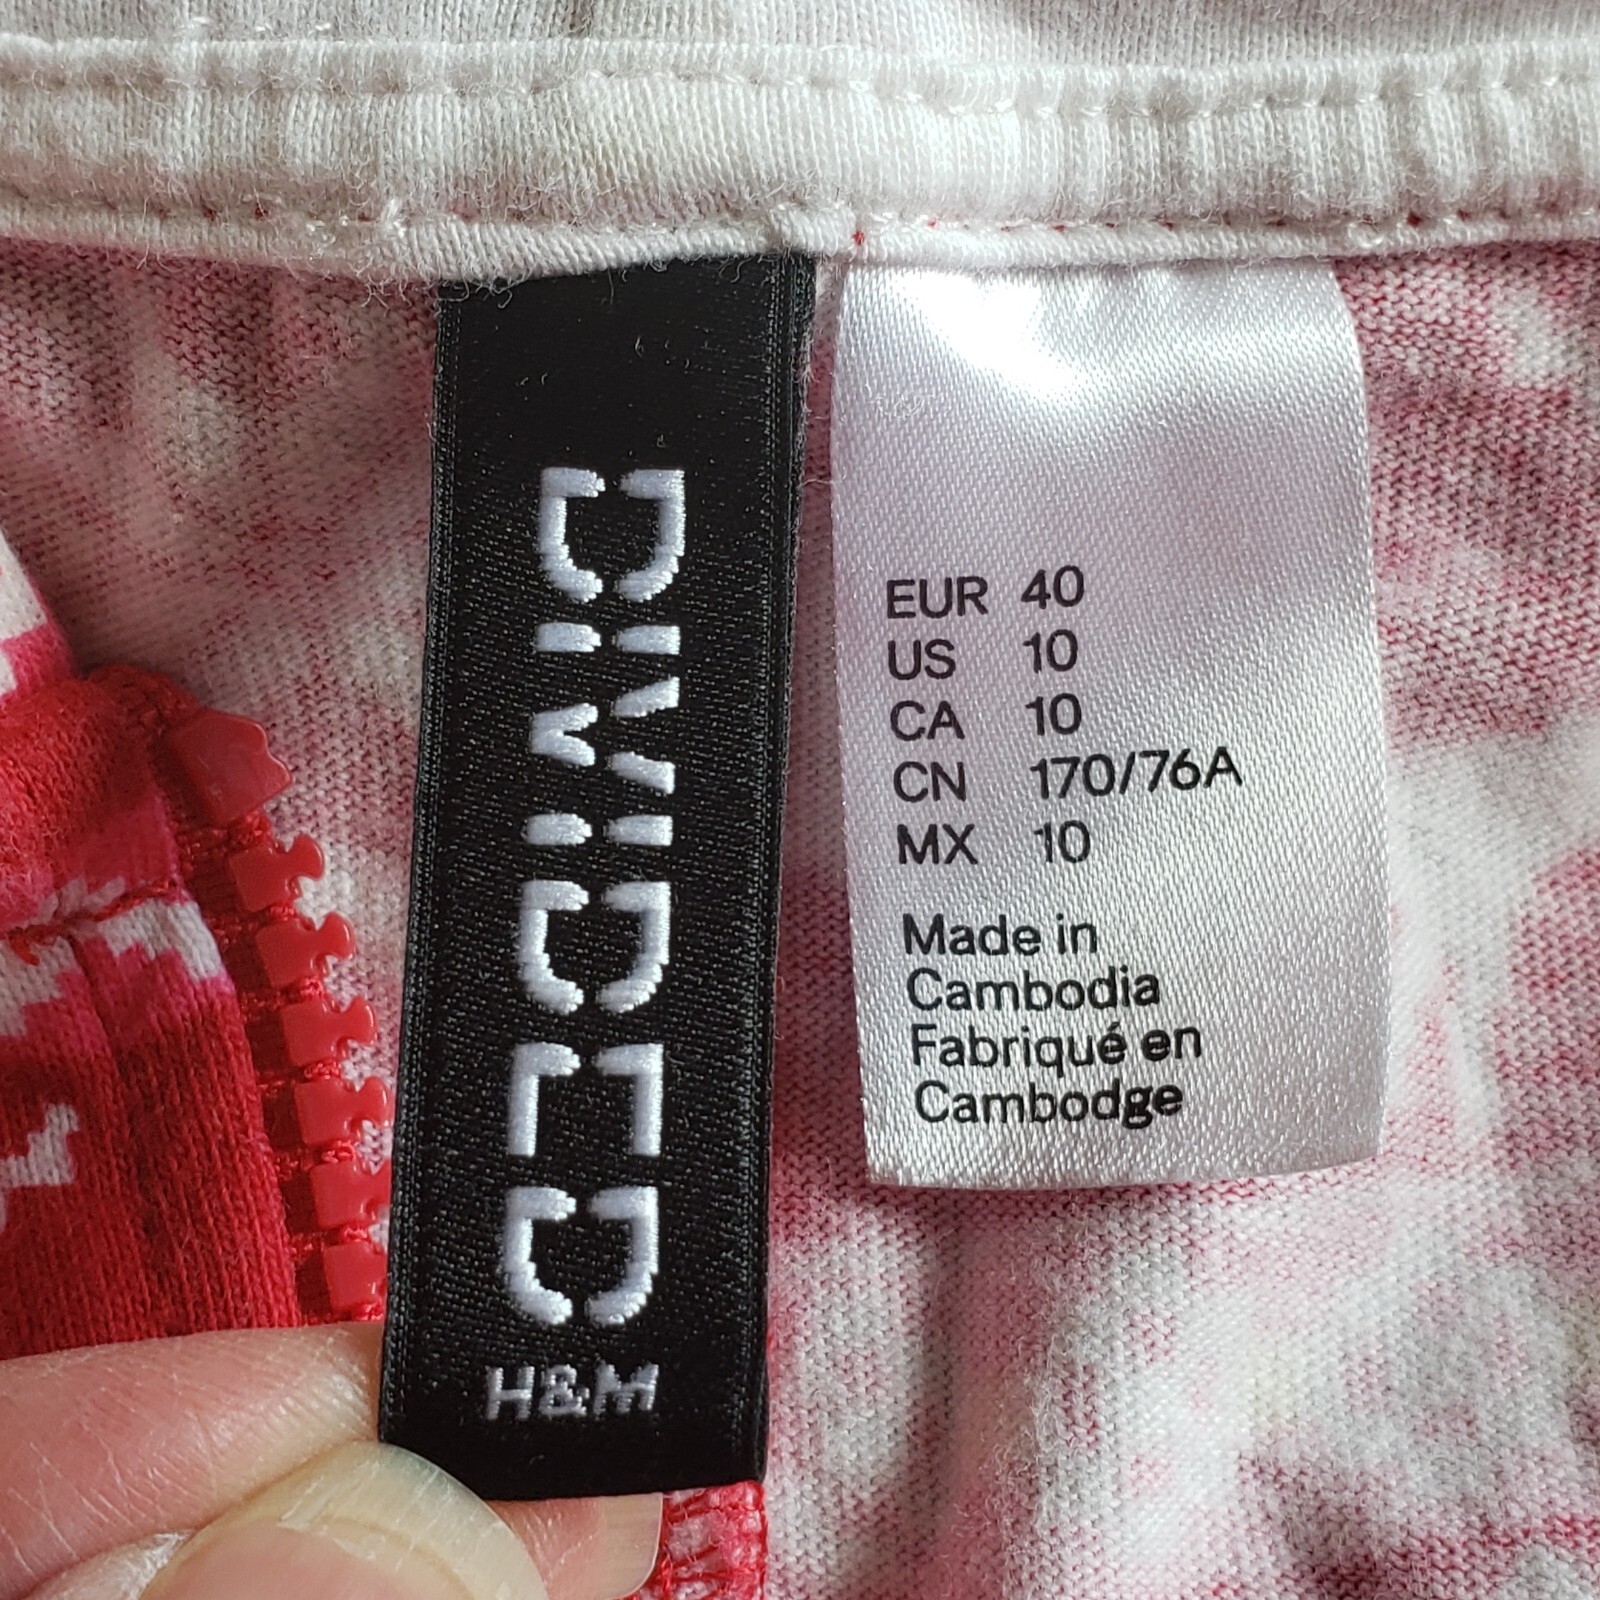 DIVIDED
H&M
EUR 40
US 10
CA 10
CN 170/76A
MX 10
Made in
Cambodia
Fabriqué en
Cambodge